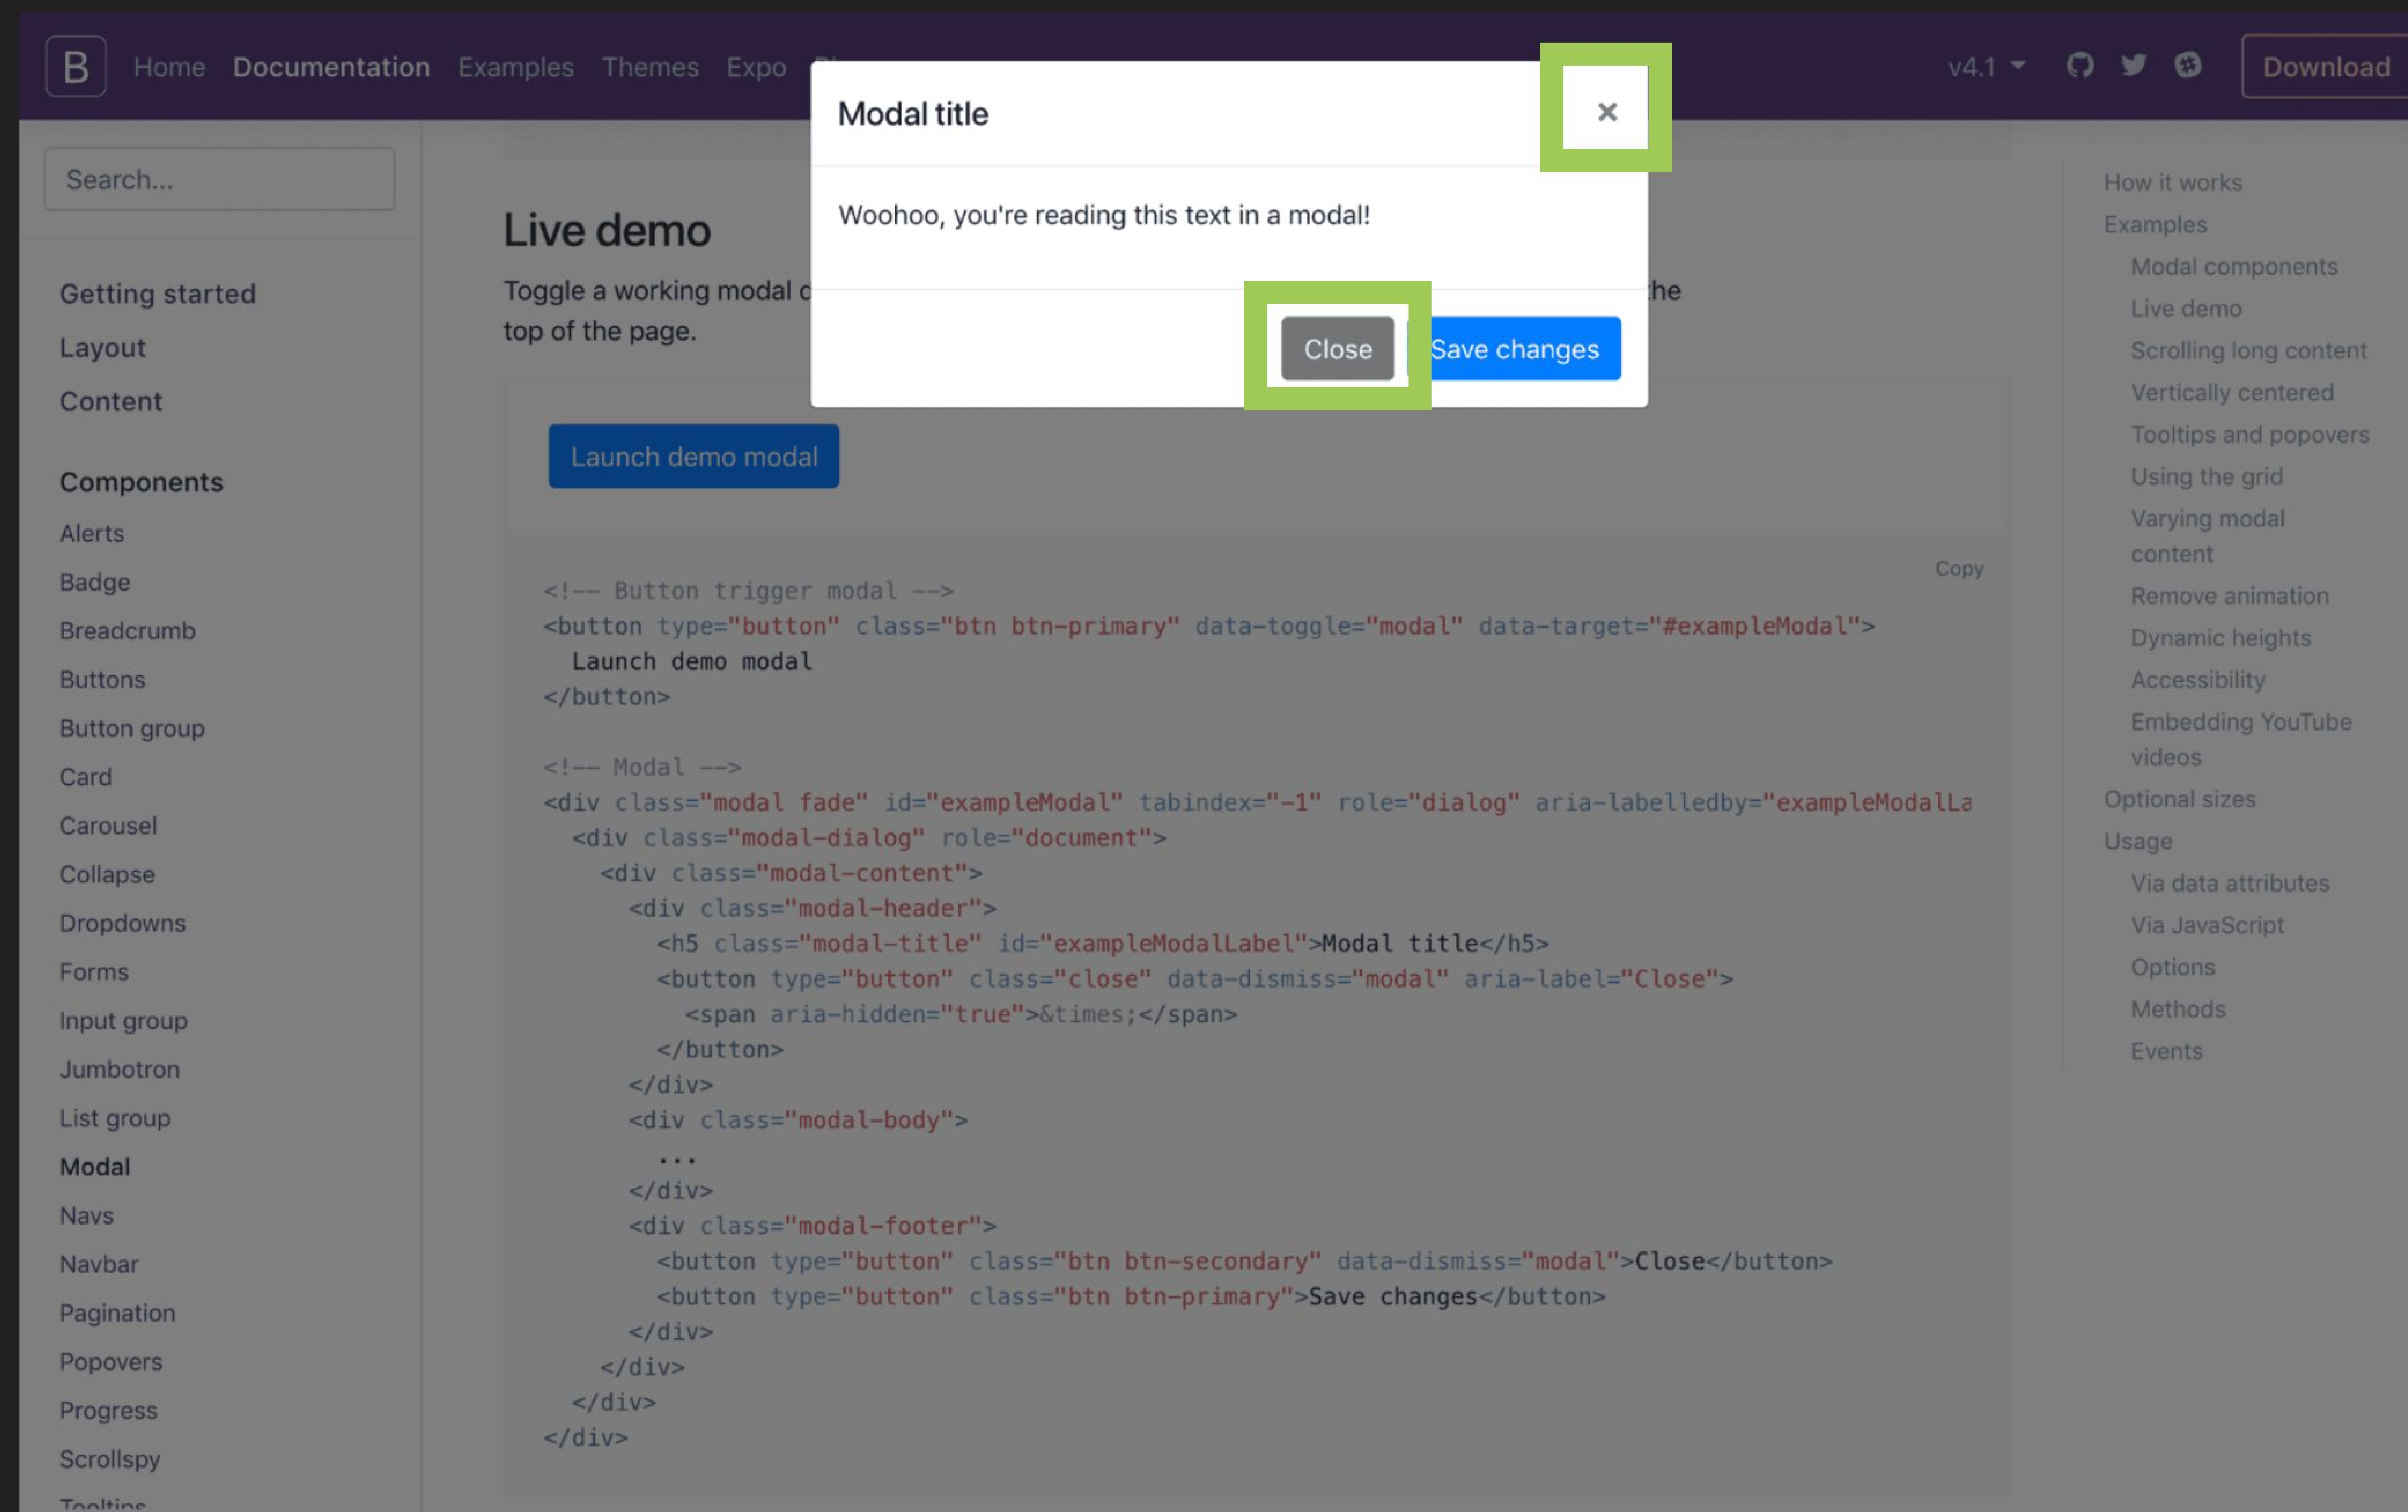 B Home Documentation Examples Themes Expo
v4.1 Download
Modal title ×
Woohoo, you're reading this text in a modal!
Close Save changes
Search...
Getting started
Layout
Content
Components
Alerts
Badge
Breadcrumb
Buttons
Button group
Card
Carousel
Collapse
Dropdowns
Forms
Input group
Jumbotron
List group
Modal
Navs
Navbar
Pagination
Popovers
Progress
Scrollspy
Tooltips
Live demo
Toggle a working modal
the
top of the page.
Launch demo modal
Copy
<!-- Button trigger modal -->
<button type="button" class="btn btn-primary" data-toggle="modal" data-target="#exampleModal">
Launch demo modal
</button>
<!-- Modal -->
<div class="modal fade" id="exampleModal" tabindex="-1" role="dialog" aria-labelledby="exampleModalLa
<div class="modal-dialog" role="document">
<div class="modal-content">
<div class="modal-header">
<h5 class="modal-title" id="exampleModalLabel">Modal title</h5>
<button type="button" class="close" data-dismiss="modal" aria-label="Close">
<span aria-hidden="true">&times;</span>
</button>
</div>
<div class="modal-body">
...
</div>
<div class="modal-footer">
<button type="button" class="btn btn-secondary" data-dismiss="modal">Close</button>
<button type="button" class="btn btn-primary">Save changes</button>
</div>
</div>
</div>
</div>
How it works
Examples
Modal components
Live demo
Scrolling long content
Vertically centered
Tooltips and popovers
Using the grid
Varying modal
content
Remove animation
Dynamic heights
Accessibility
Embedding YouTube
videos
Optional sizes
Usage
Via data attributes
Via JavaScript
Options
Methods
Events